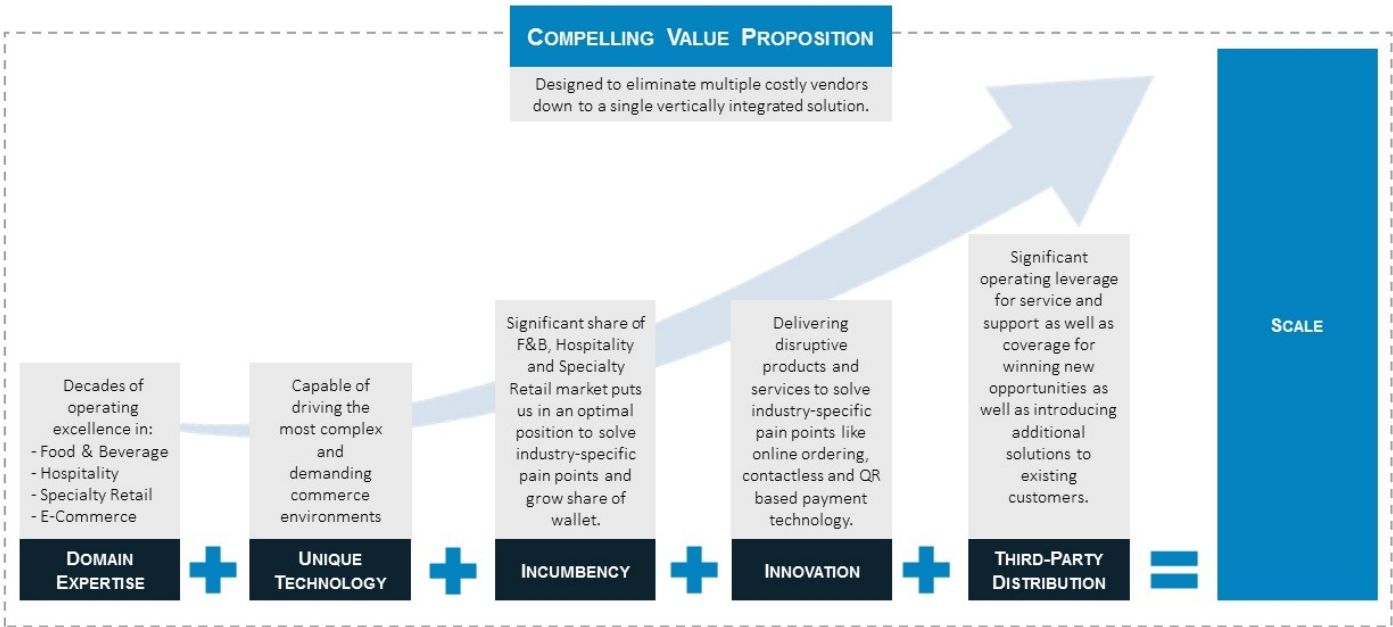 COMPELLING VALUE PROPOSITION
Designed to eliminate multiple costly vendors
down to a single vertically integrated solution.
Decades of
operating
excellence in:
- Food & Beverage
- Hospitality
- Specialty Retail
- E-Commerce
DOMAIN
EXPERTISE
Capable of
driving the
most complex
and
demanding
commerce
environments
UNIQUE
TECHNOLOGY
Significant share of
F&B, Hospitality
and Specialty
Retail market puts
us in an optimal
position to solve
industry-specific
pain points and
grow share of
wallet.
INCUMBENCY
Delivering
disruptive
products and
services to solve
industry-specific
pain points like
online ordering,
contactless and QR
based payment
technology.
INNOVATION
Significant
operating leverage
for service and
support as well as
coverage for
winning new
opportunities as
well as introducing
additional
solutions to
existing
customers.
THIRD-PARTY
DISTRIBUTION
SCALE